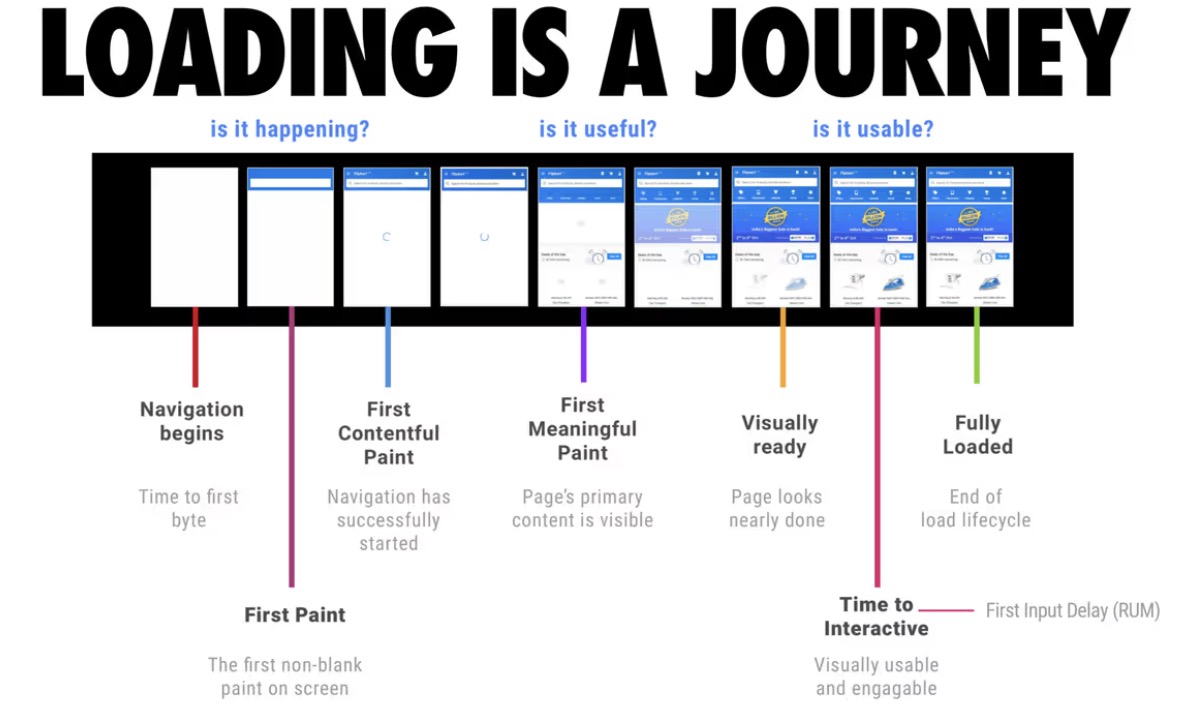 LOADING IS A JOURNEY
is it happening?
is it useful?
is it usable?
Navigation
begins
Time to first
byte
First Paint
The first non-blank
paint on screen
First
Contentful
Paint
Navigation has
successfully
started
First
Meaningful
Paint
Page's primary
content is visible
Visually
ready
Page looks
nearly done
Time to
Interactive
First Input Delay (RUM)
Visually usable
and engagable
Fully
Loaded
End of
load lifecycle